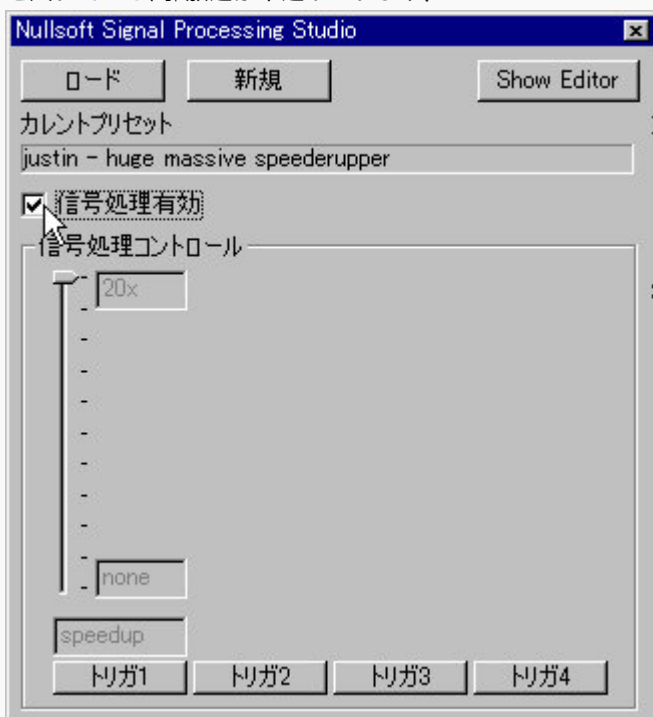 Nullsoft Signal Processing Studio
ロード 新規 Show Editor
カレントプリセット
justin - huge massive speederupper
信号処理有効
信号処理コントロール
20x
none
speedup
トリガ1 トリガ2 トリガ3 トリガ4